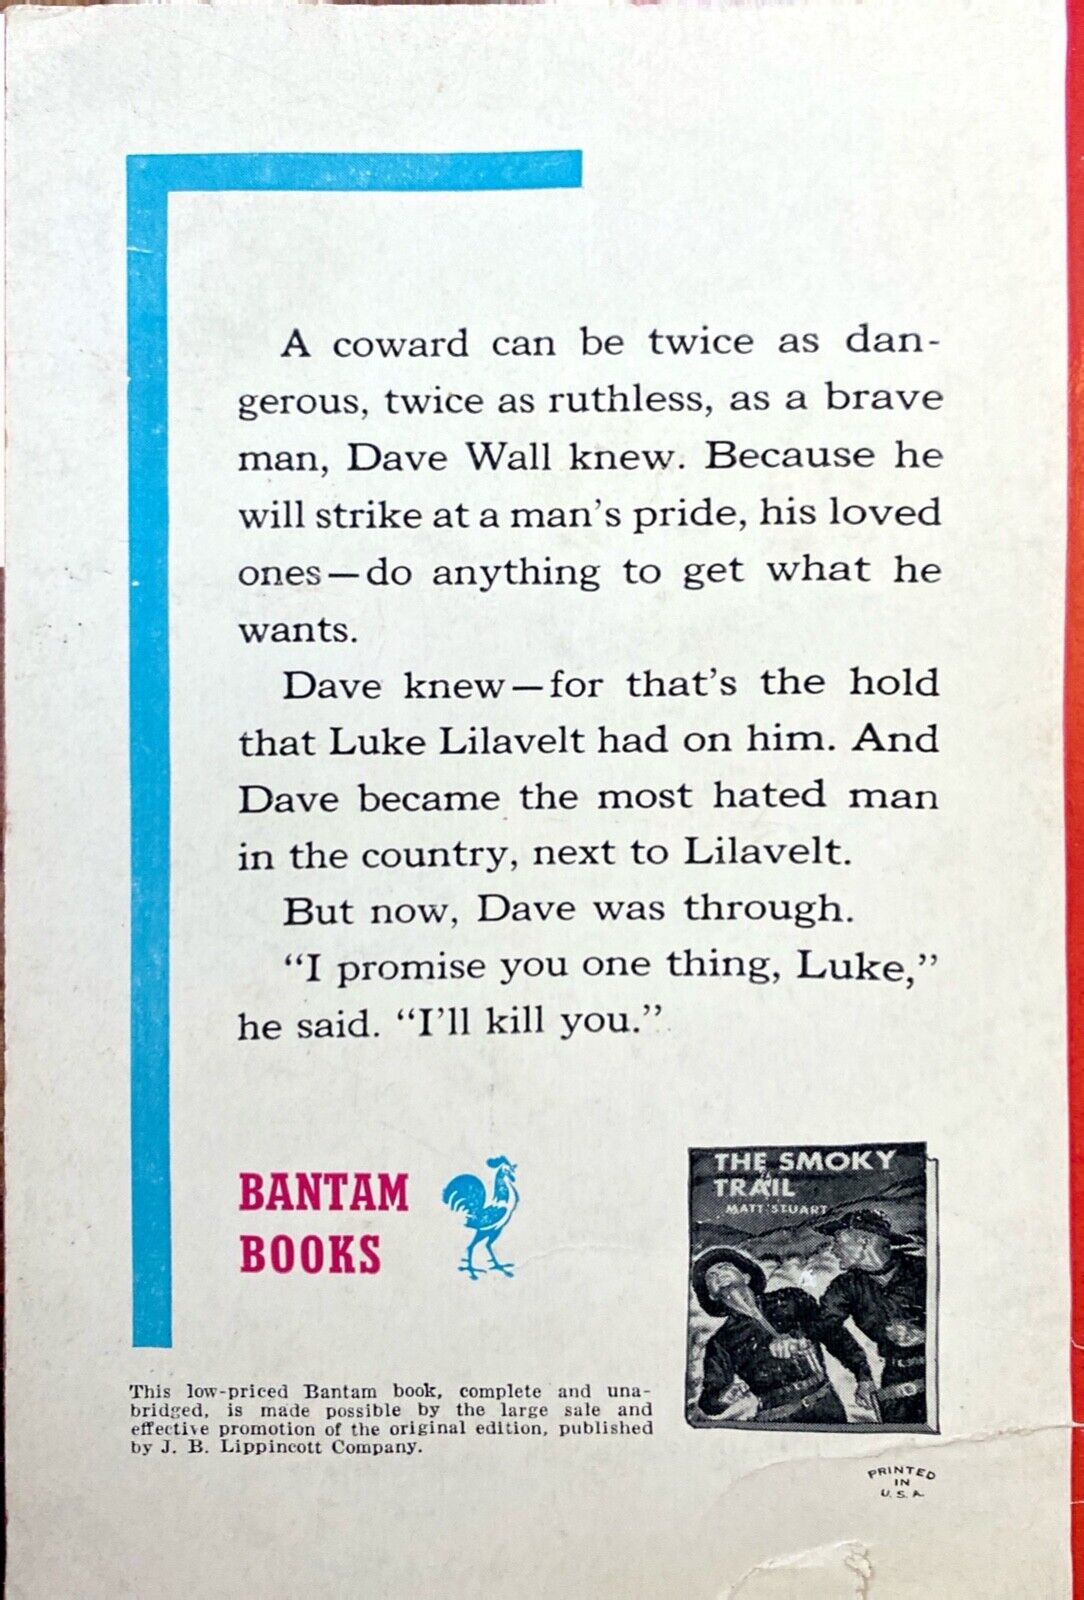 A coward can be twice as dan-
gerous, twice as ruthless, as a brave
man, Dave Wall knew. Because he
will strike at a man's pride, his loved
ones—do anything to get what he
wants.
Dave knew—for that's the hold
that Luke Lilavelt had on him. And
Dave became the most hated man
in the country, next to Lilavelt.
But now, Dave was through.
“I promise you one thing, Luke,”
he said. “I'll kill you.”
BANTAM
BOOKS
THE SMOKY
TRAIL
MATT STUART
This low-priced Bantam book, complete and una-
bridged, is made possible by the large sale and
effective promotion of the original edition, published
by J. B. Lippincott Company.
PRINTED
IN
U. S. A.